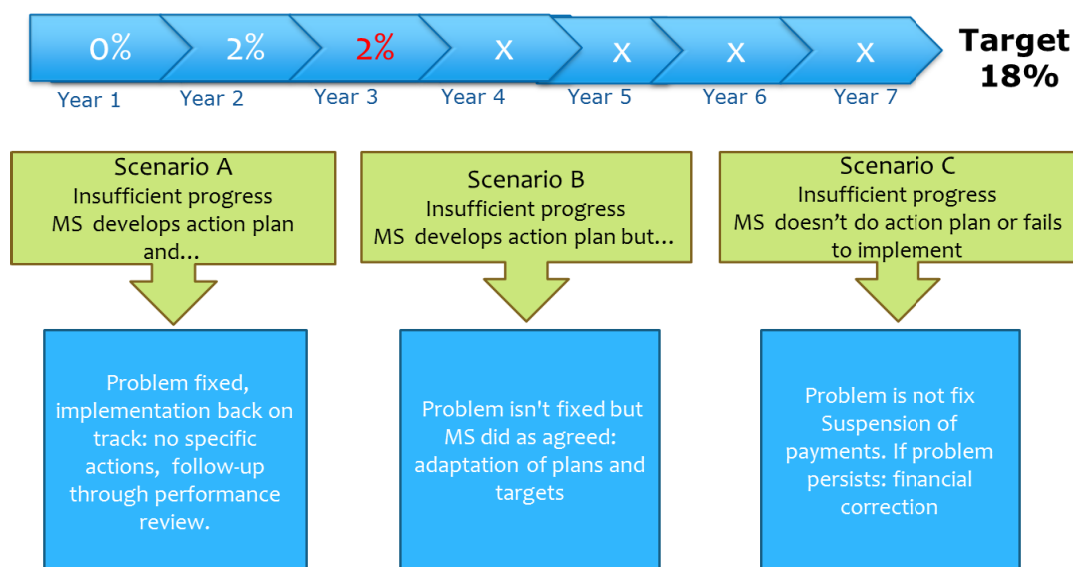 0% 2% 2% x x x x
Target
18%
Year 1 Year 2 Year 3 Year 4 Year 5 Year 6 Year 7
Scenario A
Insufficient progress
MS develops action plan
and...
Scenario B
Insufficient progress
MS develops action plan but...
Scenario C
Insufficient progress
MS doesn't do action plan or fails
to implement
Problem fixed,
implementation back on
track: no specific
actions, follow-up
through performance
review.
Problem isn't fixed but
MS did as agreed:
adaptation of plans and
targets
Problem is not fix
Suspension of
payments. If problem
persists: financial
correction